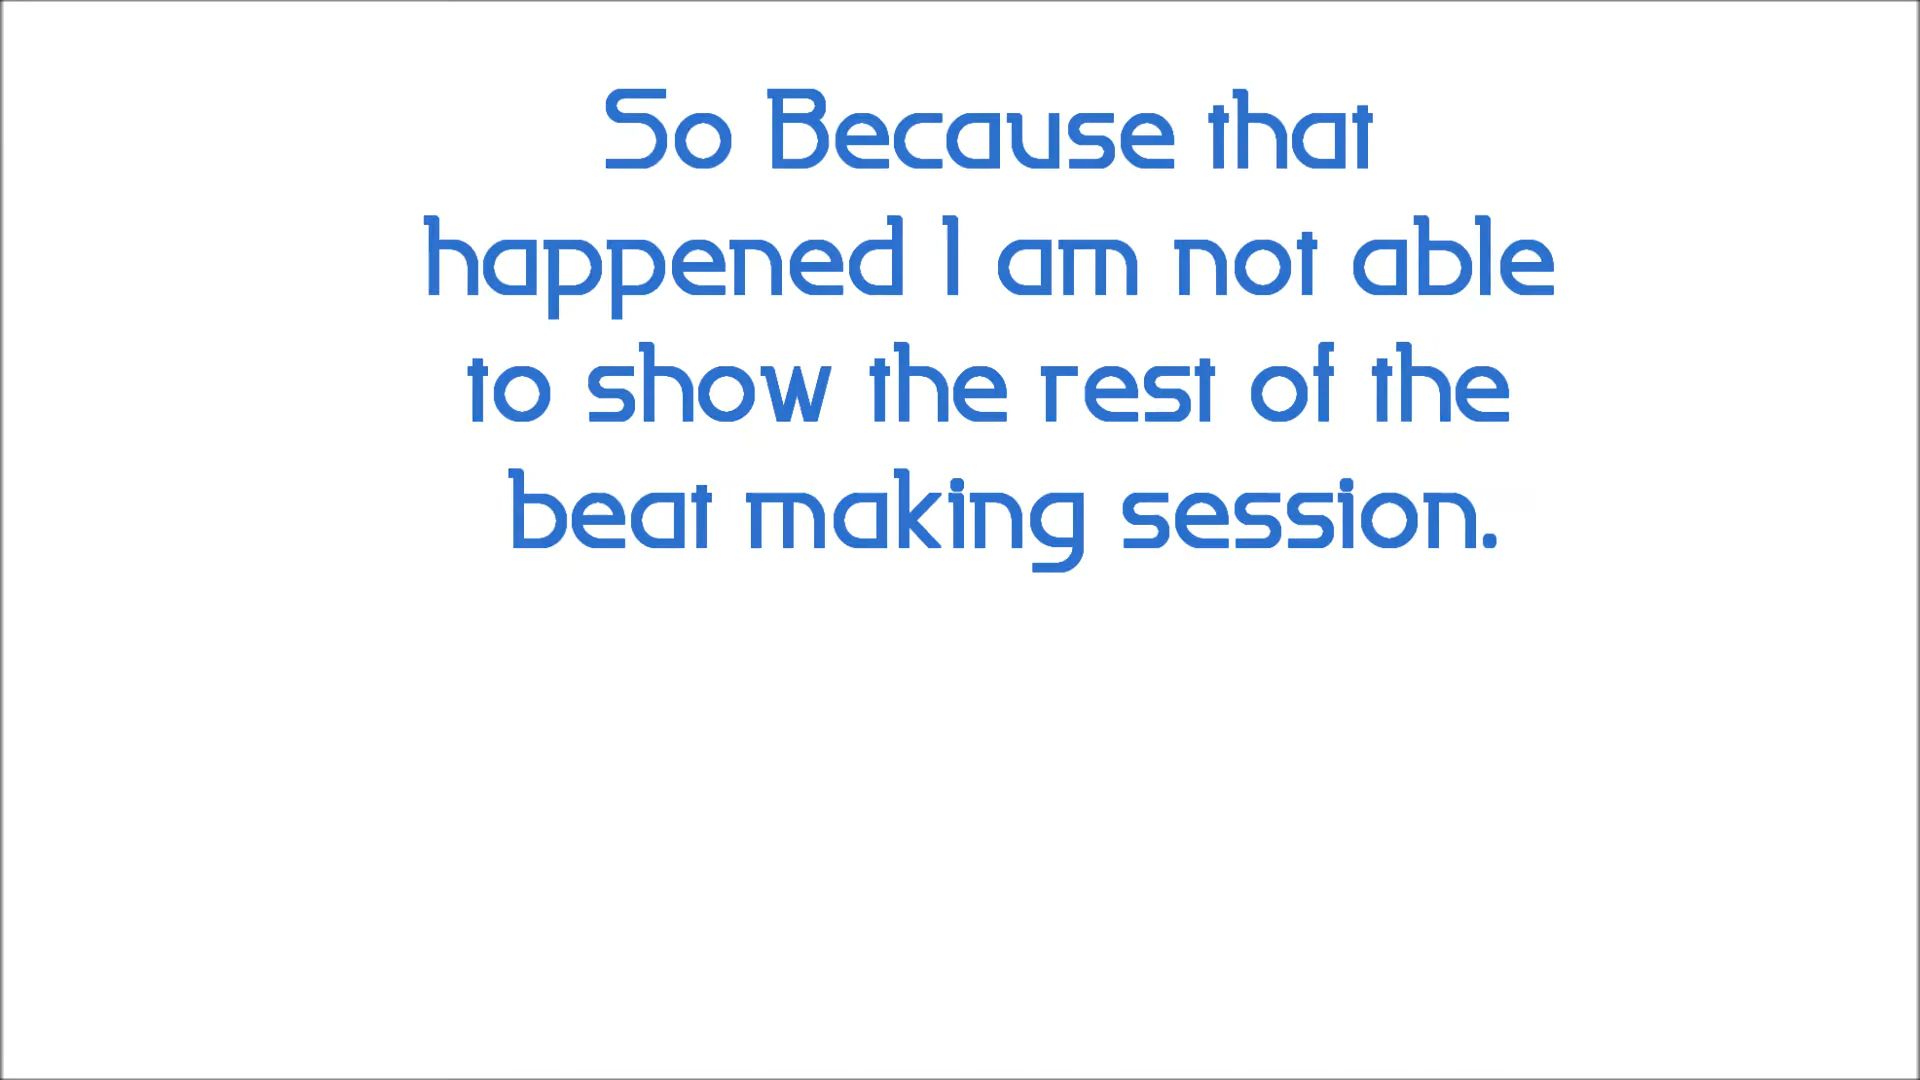 So Because that
happened I am not able
to show the rest of the
beat making session.